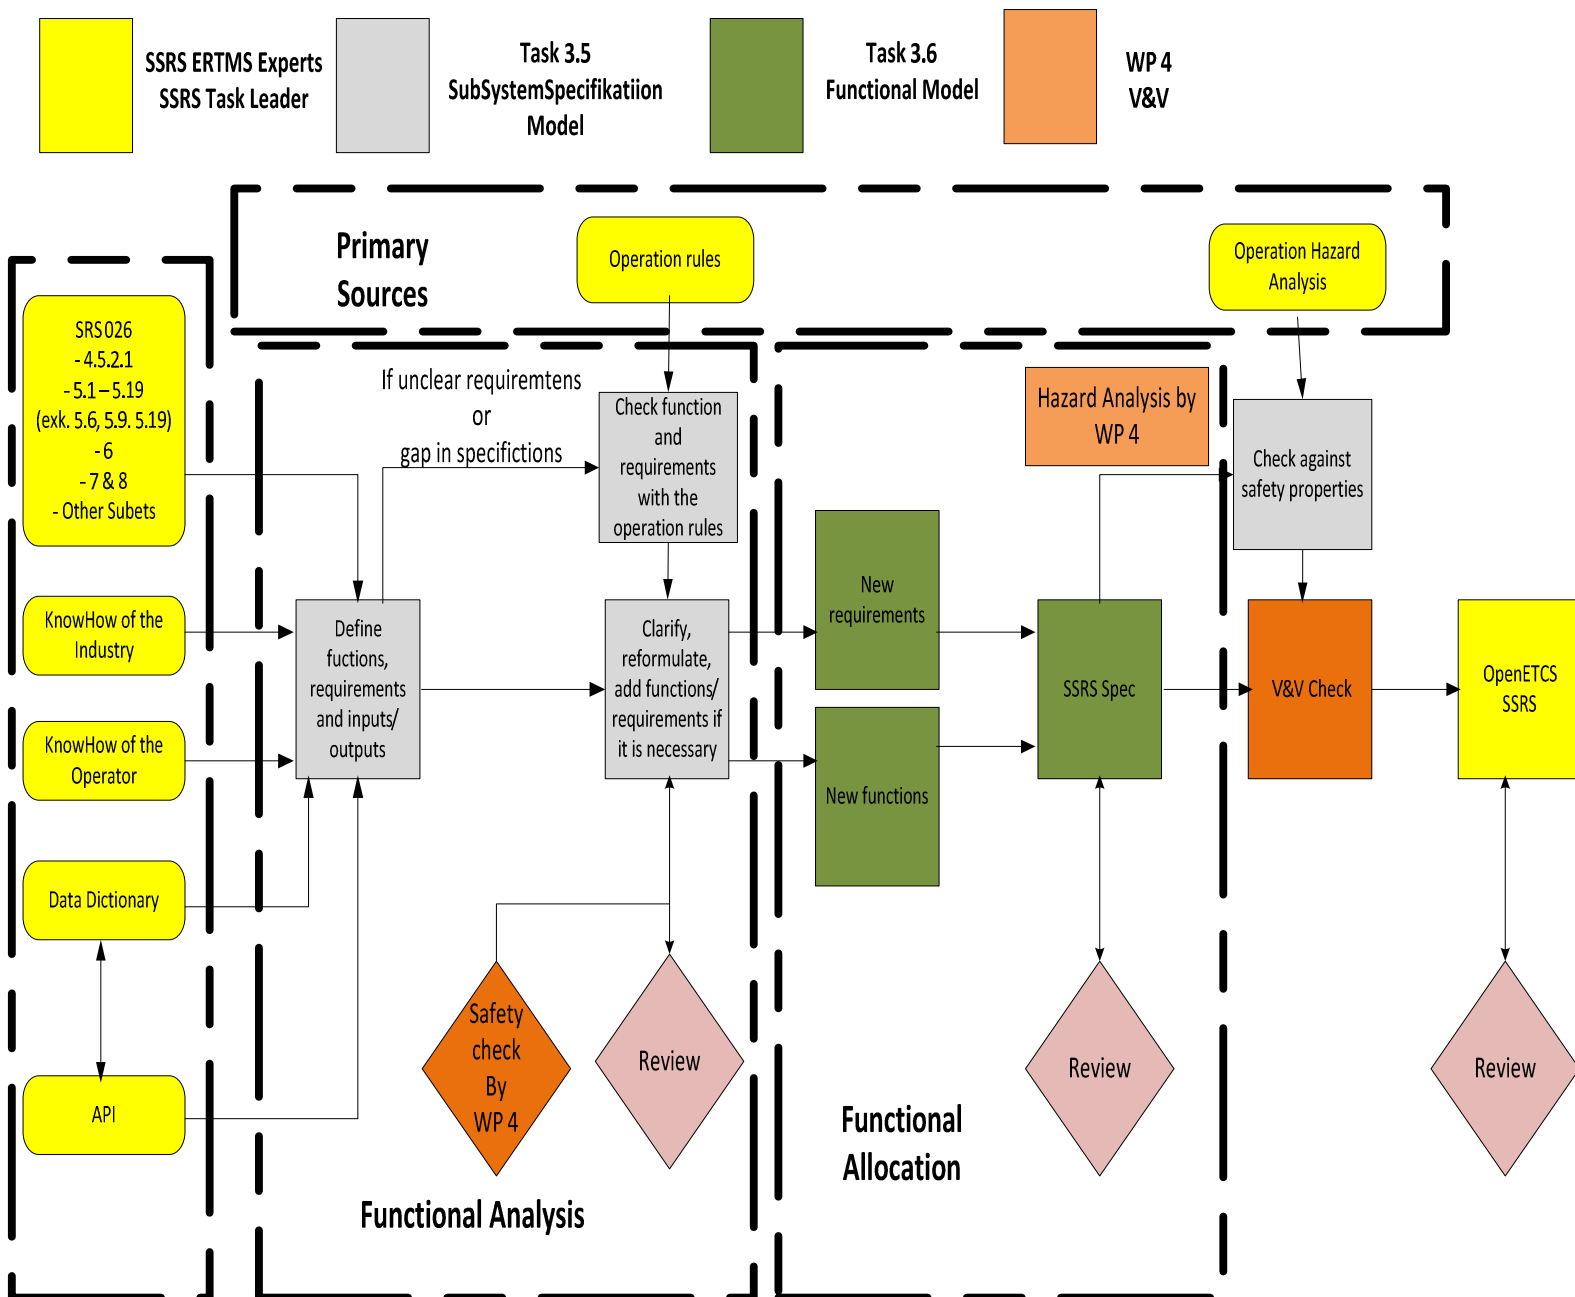 SSRS ERTMS Experts
SSRS Task Leader
Task 3.5
SubSystemSpecifikatiion
Model
Task 3.6
Functional Model
WP 4
V&V
Primary
Sources
Operation rules
Operation Hazard
Analysis
SRS026
- 4.5.2.1
- 5.1 – 5.19
(exk. 5.6, 5.9. 5.19)
- 6
- 7 & 8
- Other Subets
KnowHow of the
Industry
KnowHow of the
Operator
Data Dictionary
API
If unclear requiremtens
or
gap in specifictions
Check function
and
requirements
with the
operation rules
Define
fuctions,
requirements
and inputs/
outputs
Clarify,
reformulate,
add functions/
requirements if
it is necessary
Safety
check
By
WP 4
Review
Functional Analysis
Hazard Analysis by
WP 4
New
requirements
New functions
SSRS Spec
Review
Functional
Allocation
Check against
safety properties
V&V Check
OpenETCS
SSRS
Review